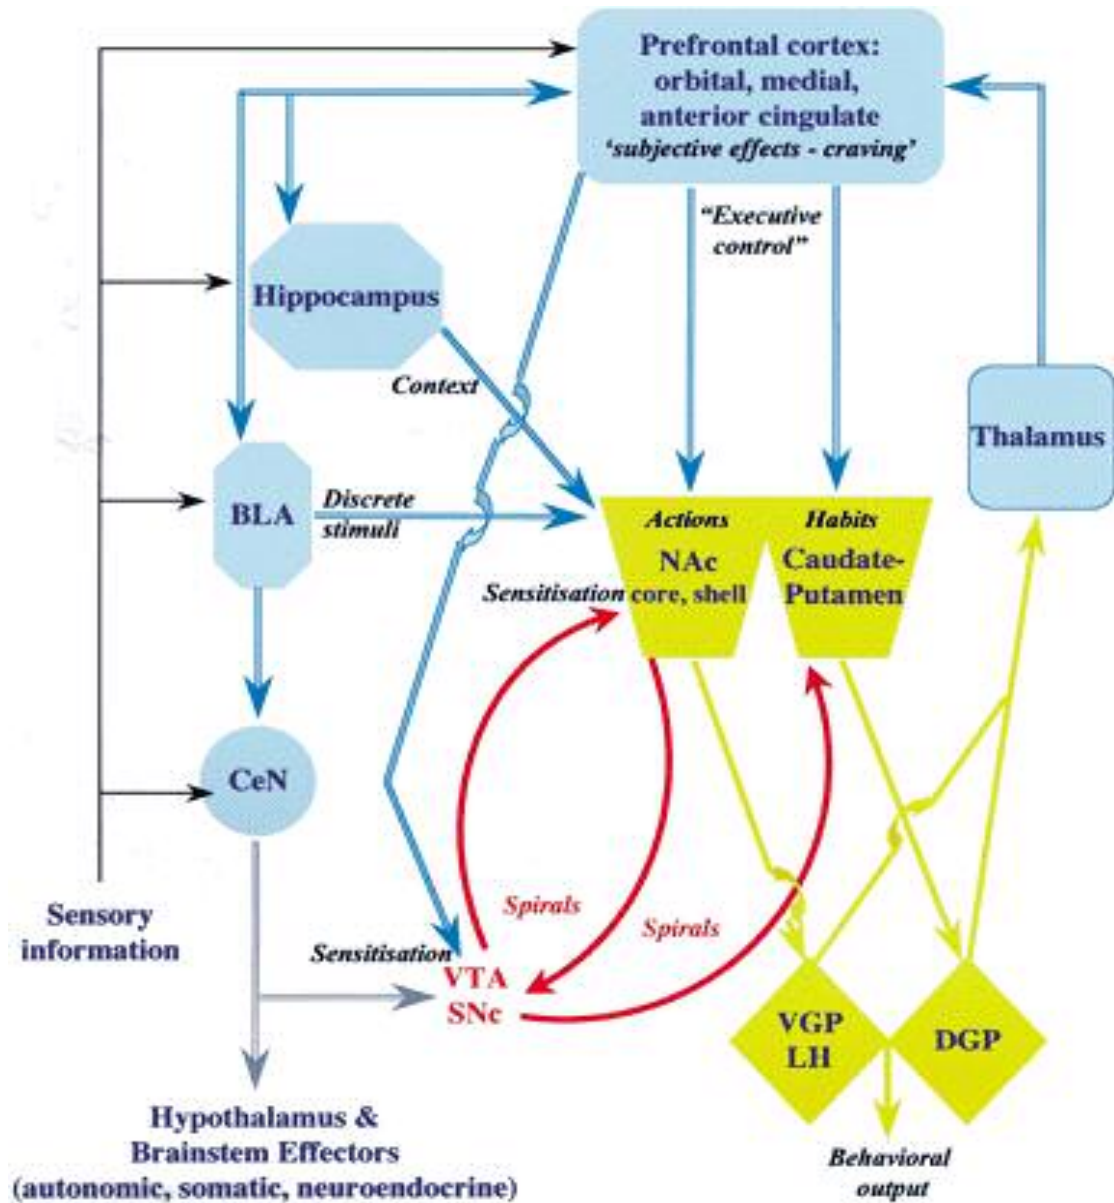 Prefrontal cortex:
orbital, medial,
anterior cingulate
‘subjective effects - craving’
“Executive
control”
Hippocampus
Context
Thalamus
BLA
Discrete
stimuli
Actions
NAc
core, shell
Habits
Caudate-
Putamen
Sensitisation
CeN
Sensory
information
Spirals
Spirals
Sensitisation
VTA
SNc
VGP
LH
DGP
Hypothalamus &
Brainstem Effectors
(autonomic, somatic, neuroendocrine)
Behavioral
output